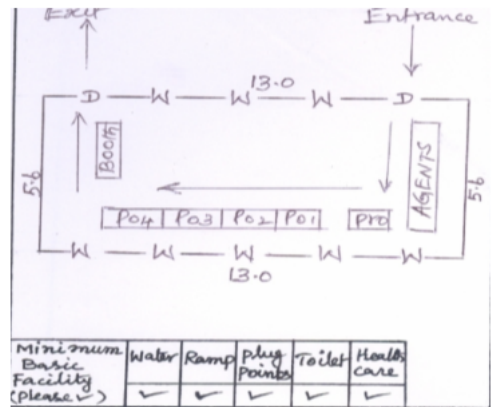 Exit Entrance
13.0
D W W W D
5.6 BOOTH AGENTS 5.6
PO4 PO3 PO2 PO1 PRO
W W W W W
13.0
Minimum Basic Facility (please ✓) Water Ramp Plug Points Toilet Health care
✓ ✓ ✓ ✓ ✓